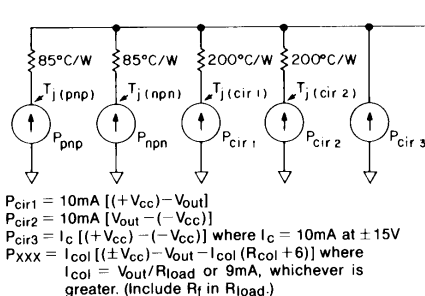 85°C/W 85°C/W 200°C/W 200°C/W
Tj(pnp) Tj(npn) Tj(cir 1) Tj(cir 2)
Ppnp Pnpn Pcir 1 Pcir 2 Pcir 3
Pcir1 = 10mA [(+Vcc)−Vout]
Pcir2 = 10mA [Vout −(−Vcc)]
Pcir3 = Ic [(+Vcc) −(−Vcc)] where Ic = 10mA at ±15V
Pxxx = Icol [(±Vcc)−Vout −Icol (Rcol +6)] where
Icol = Vout/Rload or 9mA, whichever is
greater. (Include Rf in Rload.)